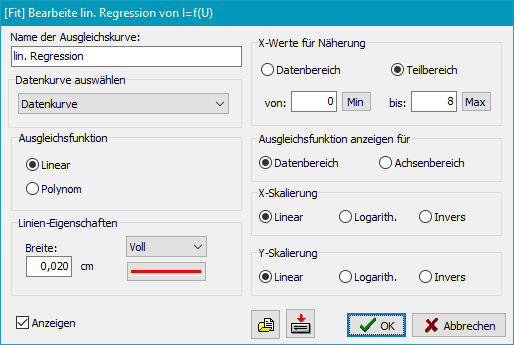 [Fit] Bearbeite lin. Regression von I=f(U)
Name der Ausgleichskurve:
lin. Regression
Datenkurve auswählen
Datenkurve
Ausgleichsfunktion
Linear
Polynom
Linien-Eigenschaften
Breite:
Voll
0,020 cm
Anzeigen
X-Werte für Näherung
Datenbereich Teilbereich
von: 0 Min bis: 8 Max
Ausgleichsfunktion anzeigen für
Datenbereich Achsenbereich
X-Skalierung
Linear Logarith. Invers
Y-Skalierung
Linear Logarith. Invers
OK Abbrechen